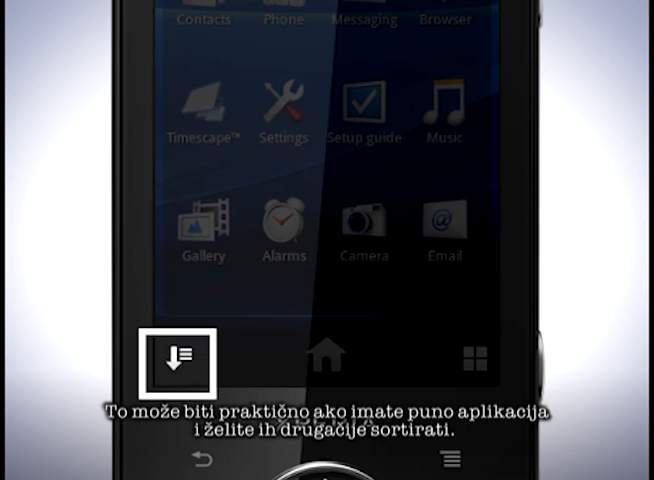 Contacts Phone Messaging Browser
Timescape™ Settings Setup guide Music
Gallery Alarms Camera Email
To može biti praktično ako imate puno aplikacija
i želite ih drugačije sortirati.